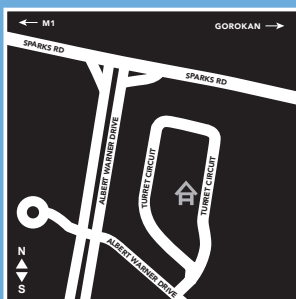 ← M1
GOROKAN →
SPARKS RD
SPARKS RD
ALBERT WARNER DRIVE
TURRET CIRCUIT
TURRET CIRCUIT
ALBERT WARNER DRIVE
N
S